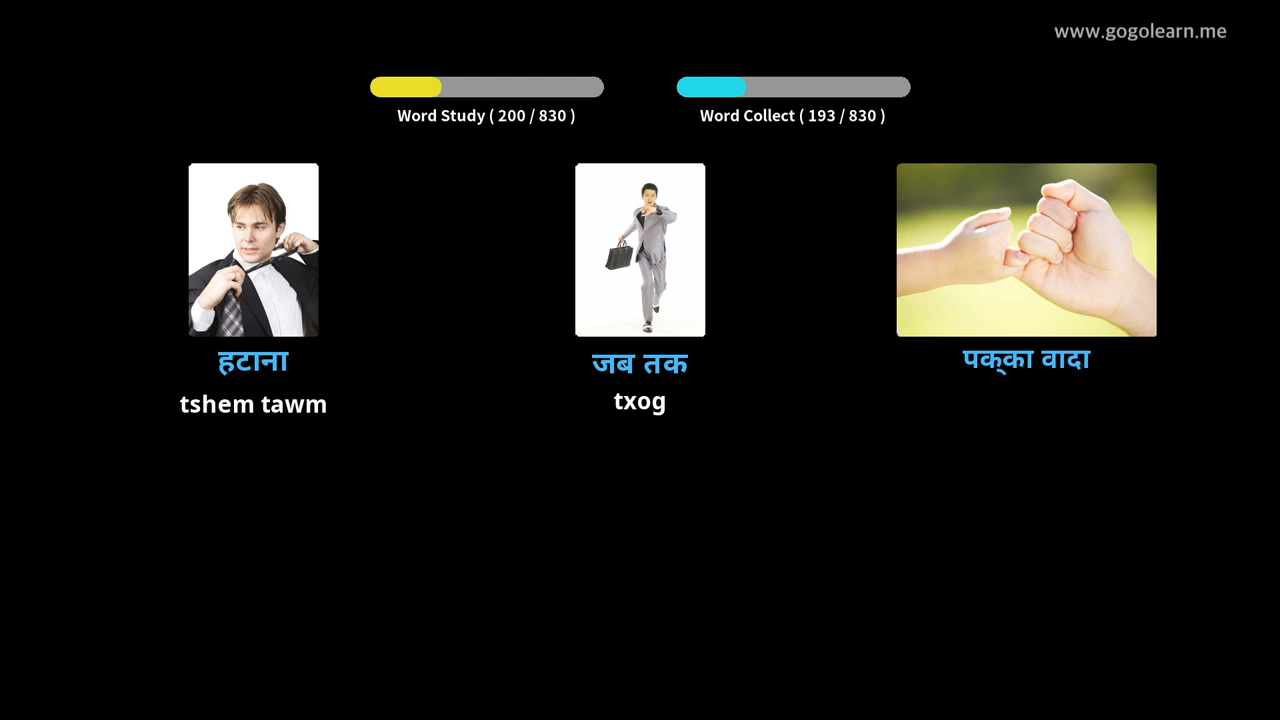 www.gogolearn.me
Word Study ( 200 / 830 )
Word Collect ( 193 / 830 )
हटाना
जब तक
पक्का वादा
tshem tawm
txog